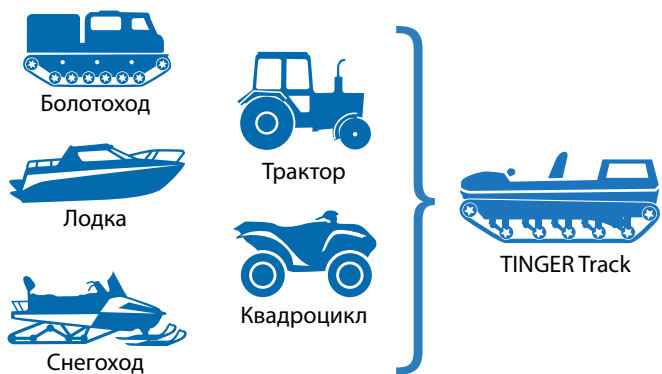 Болотоход
Трактор
Лодка
TINGER Track
Квадроцикл
Снегоход